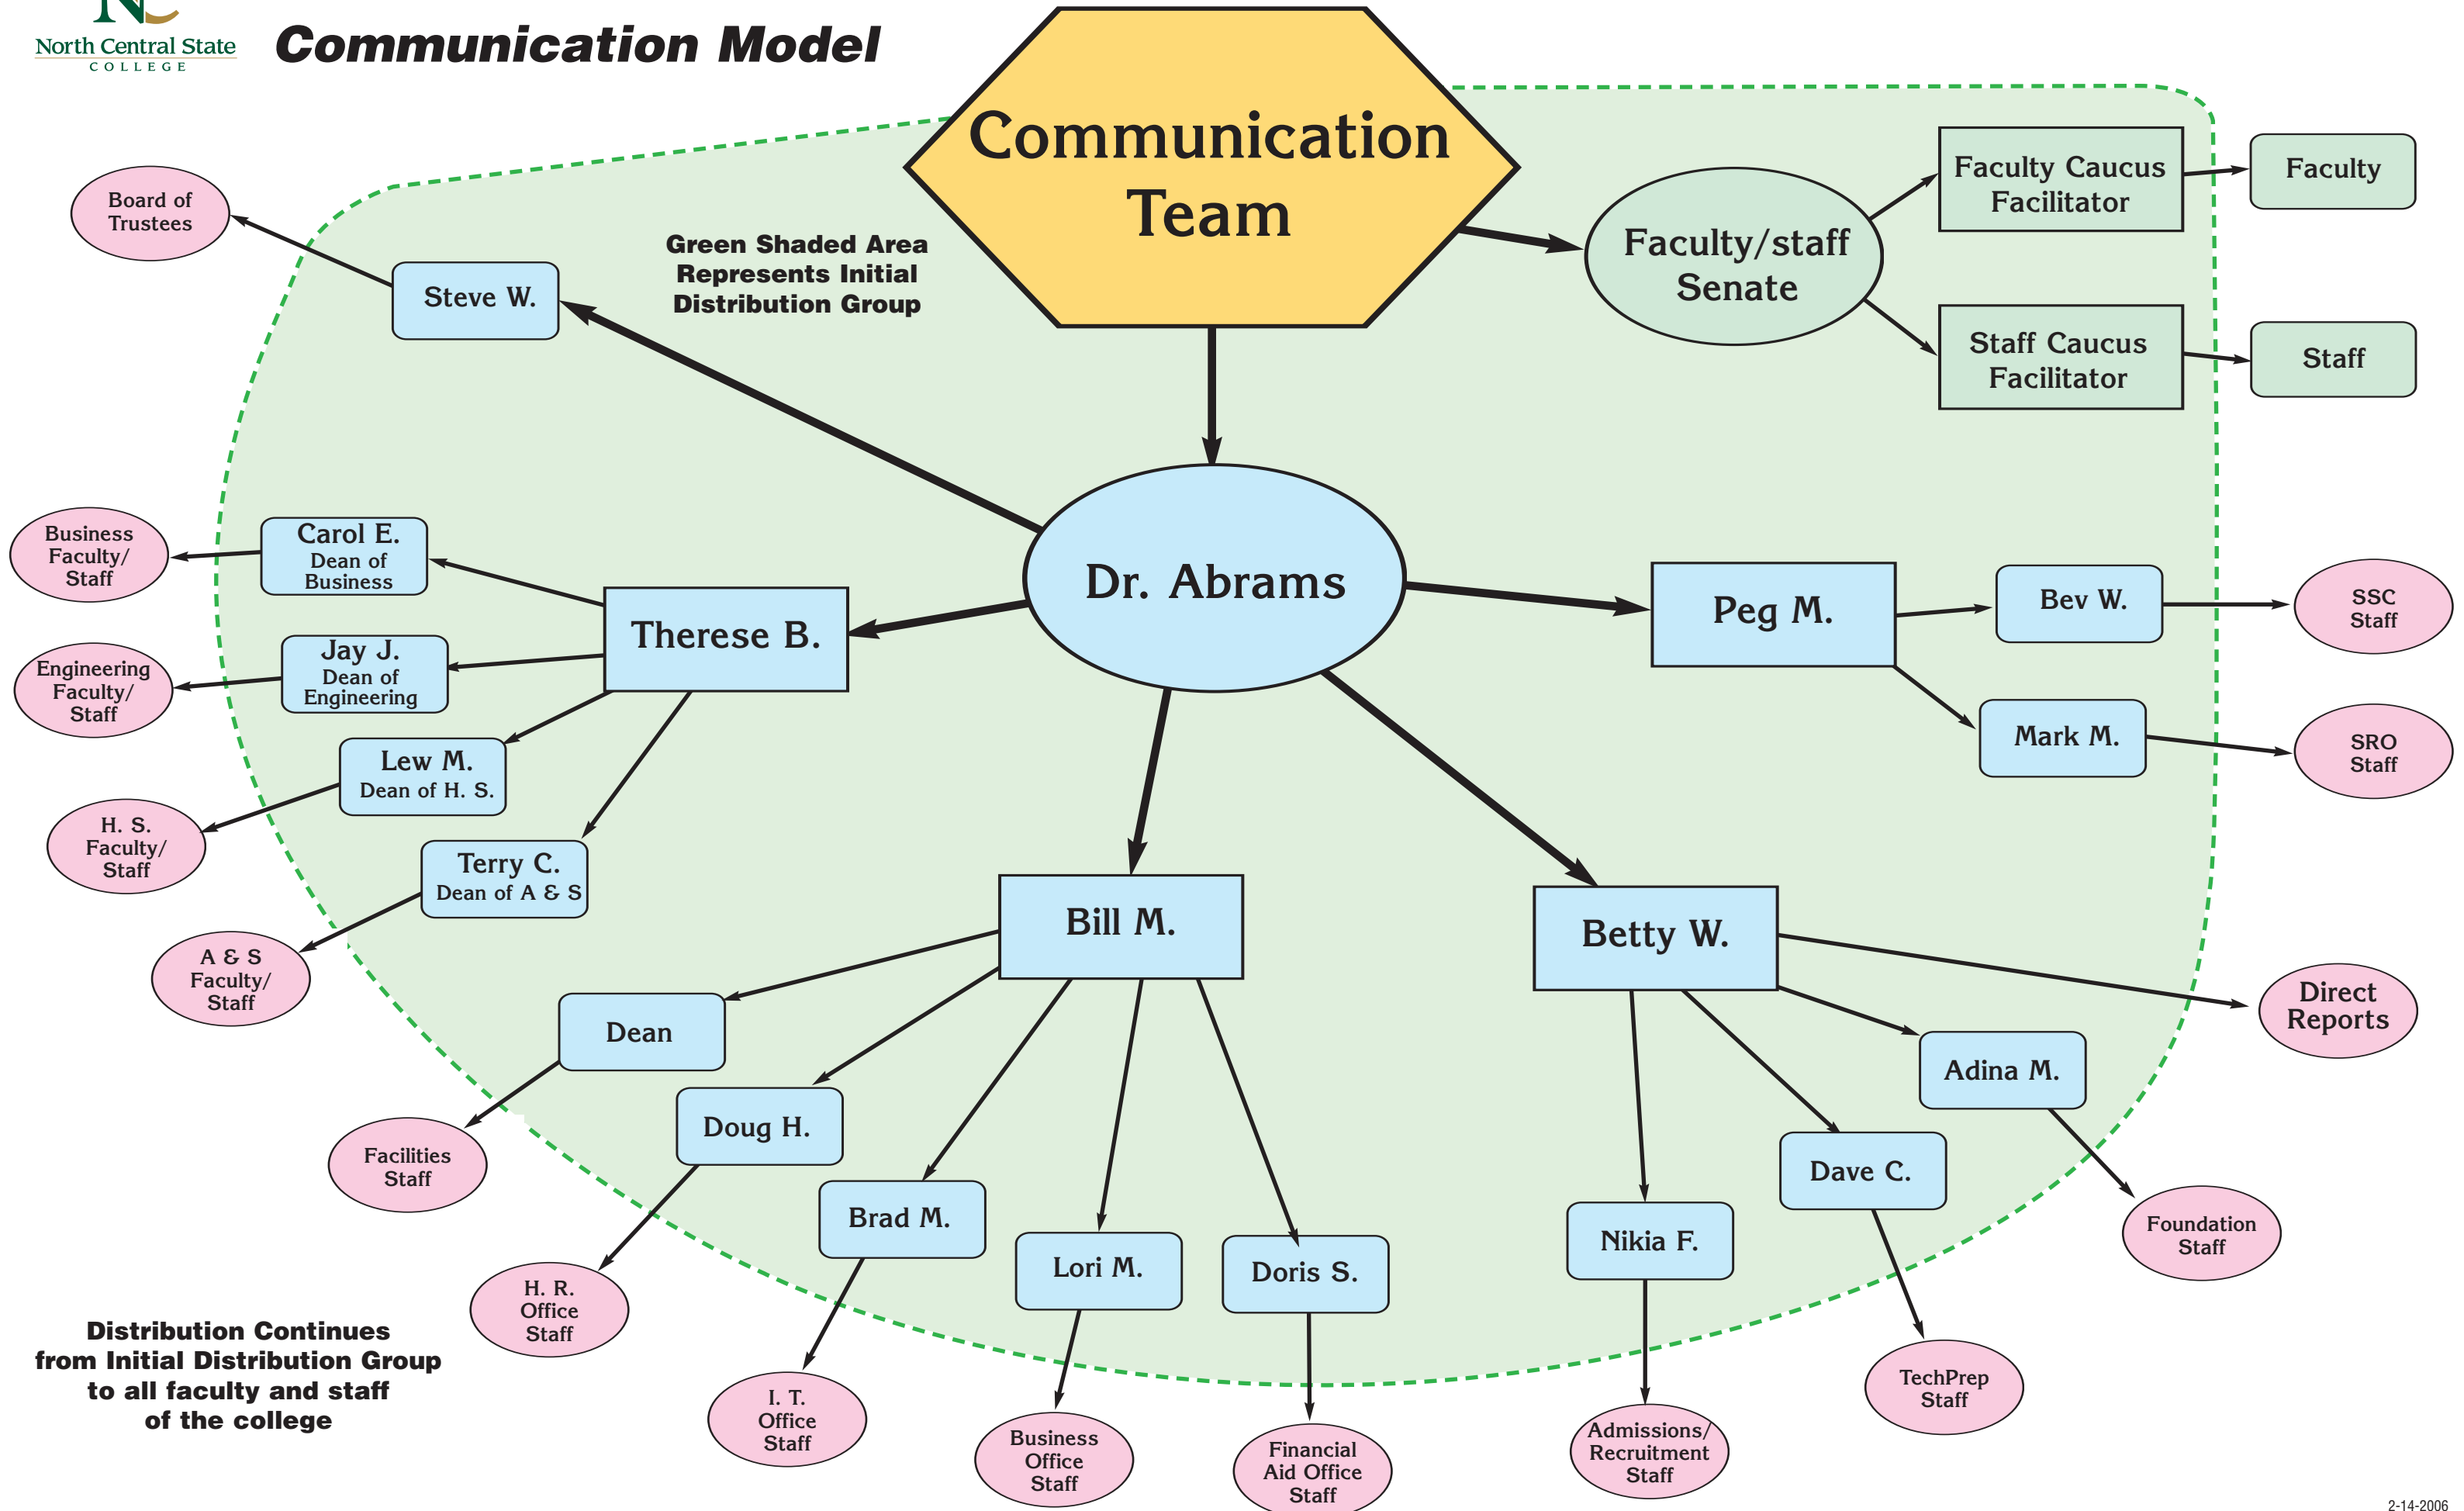 NC
North Central State
COLLEGE
Communication Model
Communication
Team
Green Shaded Area
Represents Initial
Distribution Group
Faculty/staff
Senate
Faculty Caucus
Facilitator
Faculty
Staff Caucus
Facilitator
Staff
Board of
Trustees
Steve W.
Dr. Abrams
Business
Faculty/
Staff
Carol E.
Dean of
Business
Therese B.
Engineering
Faculty/
Staff
Jay J.
Dean of
Engineering
Lew M.
Dean of H. S.
H. S.
Faculty/
Staff
Terry C.
Dean of A & S
A & S
Faculty/
Staff
Peg M.
Bev W.
SSC
Staff
Mark M.
SRO
Staff
Bill M.
Dean
Facilities
Staff
Doug H.
H. R.
Office
Staff
Brad M.
I. T.
Office
Staff
Lori M.
Business
Office
Staff
Doris S.
Financial
Aid Office
Staff
Betty W.
Direct
Reports
Adina M.
Foundation
Staff
Dave C.
TechPrep
Staff
Nikia F.
Admissions/
Recruitment
Staff
Distribution Continues
from Initial Distribution Group
to all faculty and staff
of the college
2-14-2006